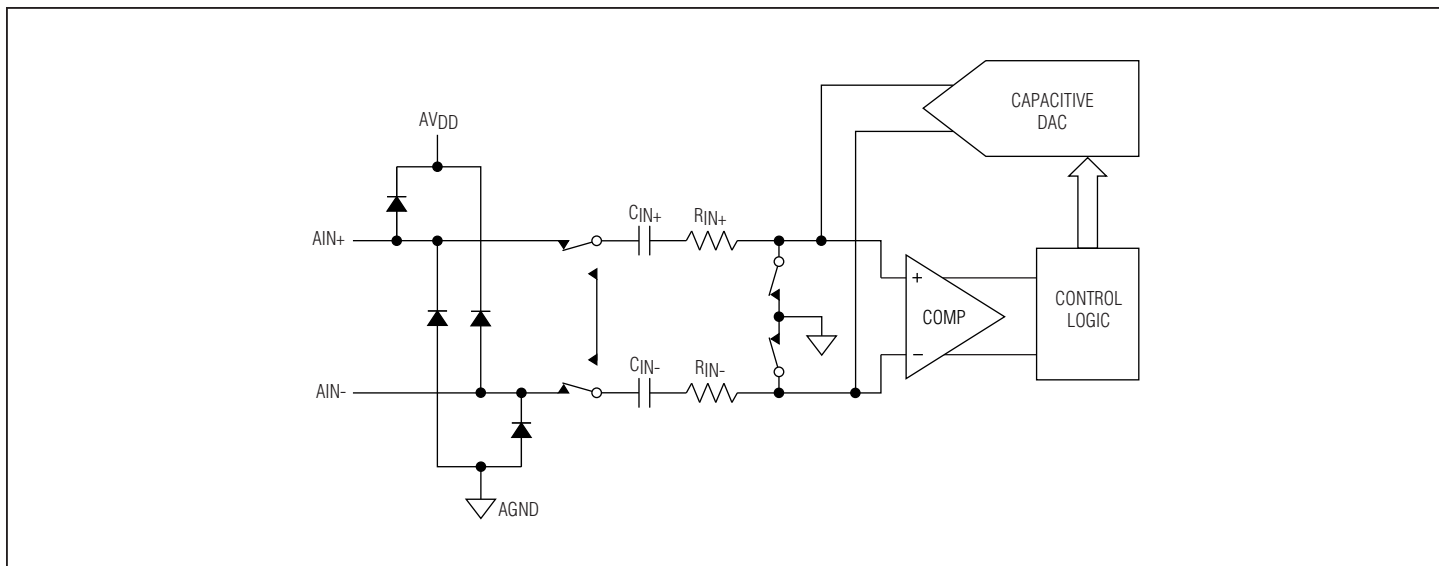 CAPACITIVE
DAC
AVDD
CIN+
RIN+
AIN+
+
COMP
−
CONTROL
LOGIC
CIN-
RIN-
AIN-
AGND